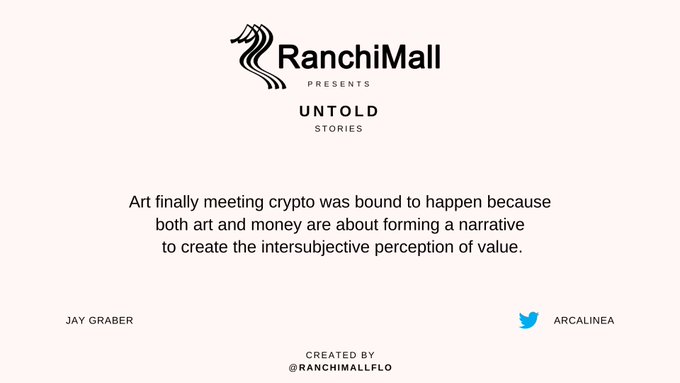 RanchiMall
PRESENTS
UNTOLD
STORIES
Art finally meeting crypto was bound to happen because
both art and money are about forming a narrative
to create the intersubjective perception of value.
JAY GRABER
ARCALINEA
CREATED BY
@RANCHIMALLFLO